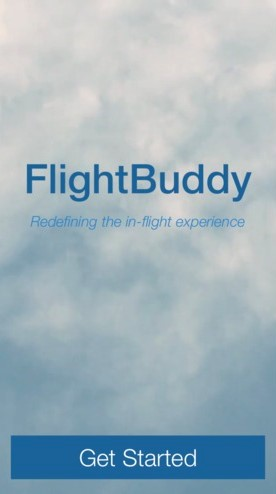 FlightBuddy
Redefining the in-flight experience
Get Started